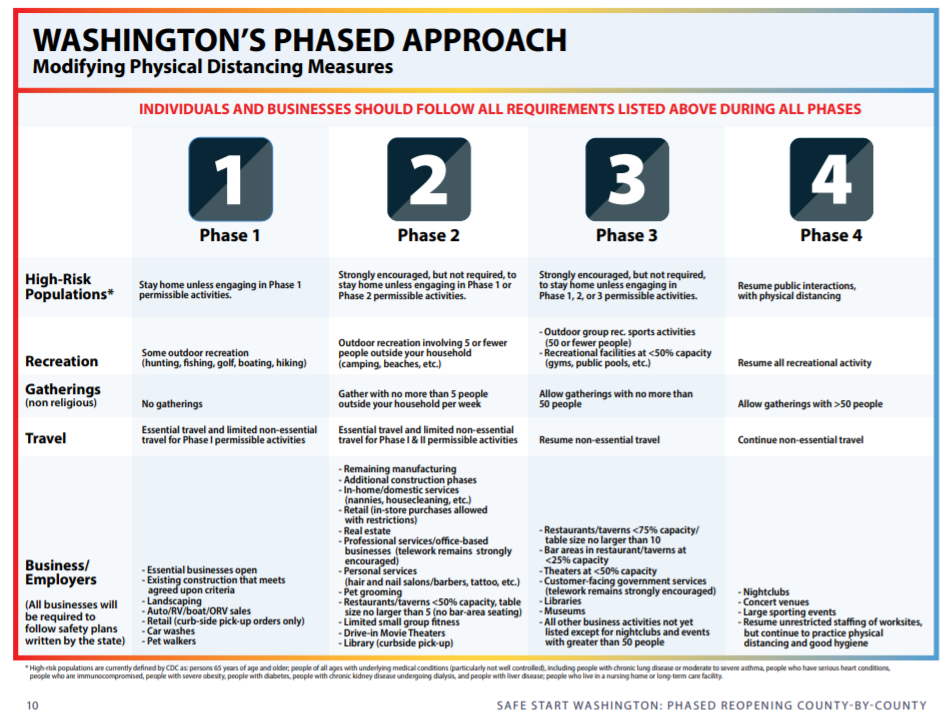 WASHINGTON'S PHASED APPROACH
Modifying Physical Distancing Measures
INDIVIDUALS AND BUSINESSES SHOULD FOLLOW ALL REQUIREMENTS LISTED ABOVE DURING ALL PHASES
1
Phase 1
2
Phase 2
3
Phase 3
4
Phase 4
High-Risk
Populations*
Stay home unless engaging in Phase 1
permissible activities.
Strongly encouraged, but not required, to
stay home unless engaging in Phase 1 or
Phase 2 permissible activities.
Strongly encouraged, but not required,
to stay home unless engaging in
Phase 1, 2, or 3 permissible activities.
Resume public interactions,
with physical distancing
Recreation
Some outdoor recreation
(hunting, fishing, golf, boating, hiking)
Outdoor recreation involving 5 or fewer
people outside your household
(camping, beaches, etc.)
- Outdoor group rec. sports activities
(50 or fewer people)
- Recreational facilities at <50% capacity
(gyms, public pools, etc.)
Resume all recreational activity
Gatherings
(non religious)
No gatherings
Gather with no more than 5 people
outside your household per week
Allow gatherings with no more than
50 people
Allow gatherings with >50 people
Travel
Essential travel and limited non-essential
travel for Phase I permissible activities
Essential travel and limited non-essential
travel for Phase I & II permissible activities
Resume non-essential travel
Continue non-essential travel
Business/
Employers
(All businesses will
be required to
follow safety plans
written by the state)
- Essential businesses open
- Existing construction that meets
agreed upon criteria
- Landscaping
- Auto/RV/boat/ORV sales
- Retail (curb-side pick-up orders only)
- Car washes
- Pet walkers
- Remaining manufacturing
- Additional construction phases
- In-home/domestic services
(nannies, housecleaning, etc.)
- Retail (in-store purchases allowed
with restrictions)
- Real estate
- Professional services/office-based
businesses (telework remains strongly
encouraged)
- Personal services
(hair and nail salons/barbers, tattoo, etc.)
- Pet grooming
- Restaurants/taverns <50% capacity, table
size no larger than 5 (no bar-area seating)
- Limited small group fitness
- Drive-in Movie Theaters
- Library (curbside pick-up)
- Restaurants/taverns <75% capacity/
table size no larger than 10
- Bar areas in restaurant/taverns at
<25% capacity
- Theaters at <50% capacity
- Customer-facing government services
(telework remains strongly encouraged)
- Libraries
- Museums
- All other business activities not yet
listed except for nightclubs and events
with greater than 50 people
- Nightclubs
- Concert venues
- Large sporting events
- Resume unrestricted staffing of worksites,
but continue to practice physical
distancing and good hygiene
* High-risk populations are currently defined by CDC as: persons 65 years of age and older; people of all ages with underlying medical conditions (particularly not well controlled), including people with chronic lung disease or moderate to severe asthma, people who have serious heart conditions,
people who are immunocompromised, people with severe obesity, people with diabetes, people with chronic kidney disease undergoing dialysis, and people with liver disease; people who live in a nursing home or long-term care facility.
10
SAFE START WASHINGTON: PHASED REOPENING COUNTY-BY-COUNTY